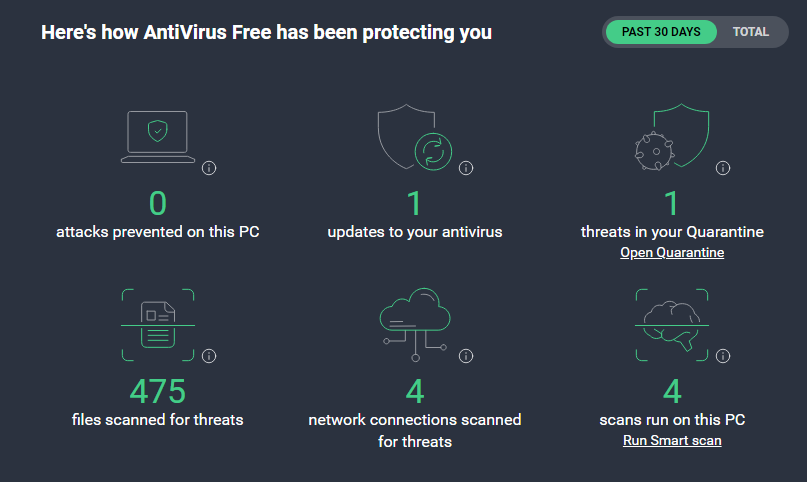 Here's how AntiVirus Free has been protecting you
PAST 30 DAYS
TOTAL
0
attacks prevented on this PC
1
updates to your antivirus
1
threats in your Quarantine
Open Quarantine
475
files scanned for threats
4
network connections scanned
for threats
4
scans run on this PC
Run Smart scan